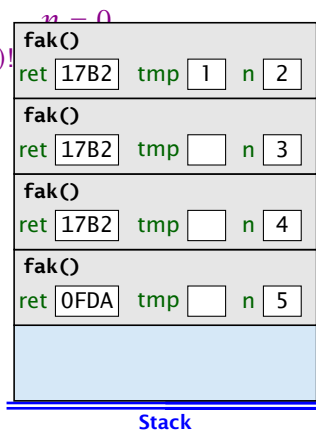 n = 0
)!
fak()
ret 17B2 tmp 1 n 2
fak()
ret 17B2 tmp n 3
fak()
ret 17B2 tmp n 4
fak()
ret 0FDA tmp n 5
Stack